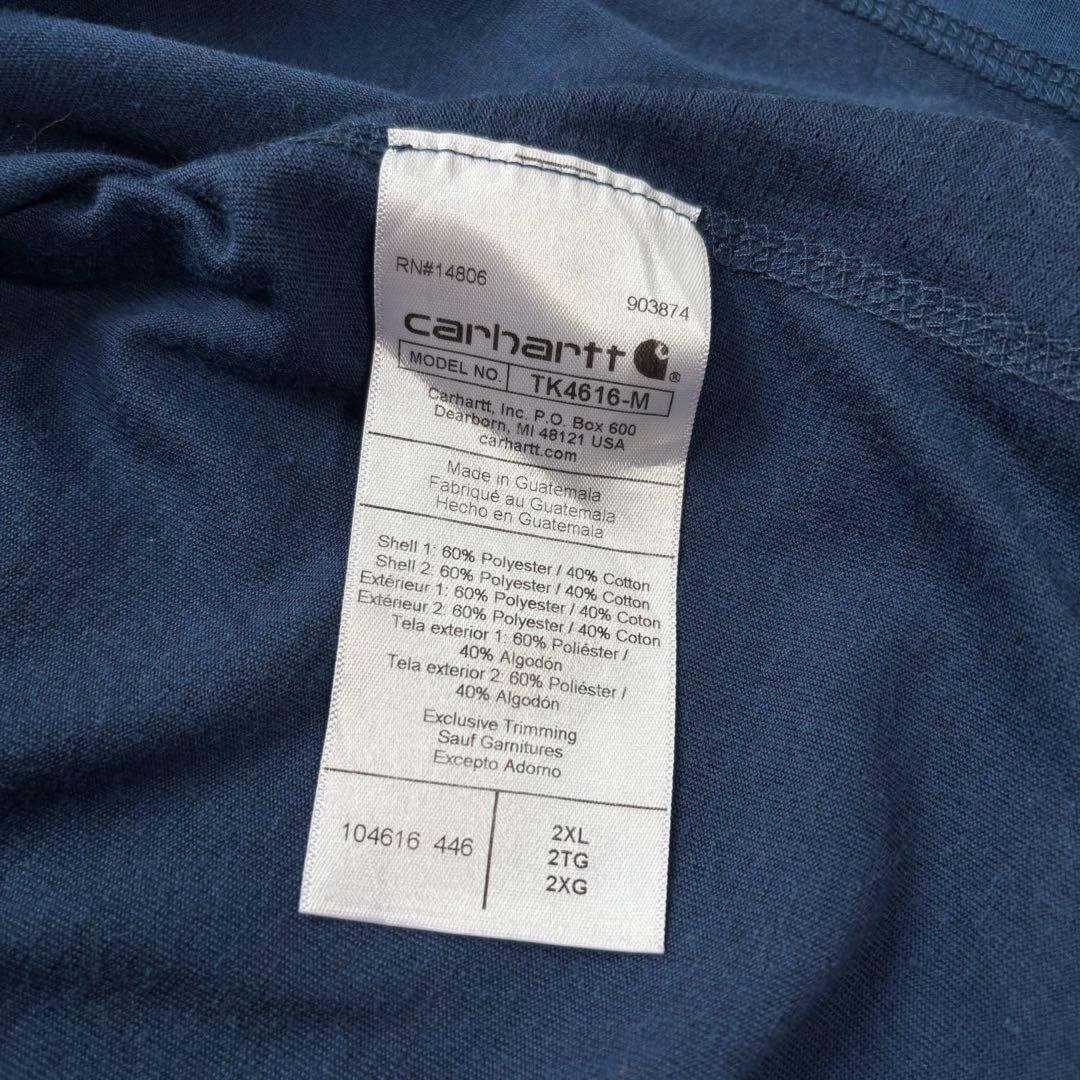 RN#14806
903874
carhartt ®
MODEL NO. TK4616-M
Carhartt, Inc. P.O. Box 600
Dearborn, MI 48121 USA
carhartt.com
Made in Guatemala
Fabriqué au Guatemala
Hecho en Guatemala
Shell 1: 60% Polyester / 40% Cotton
Shell 2: 60% Polyester / 40% Cotton
Extérieur 1: 60% Polyester / 40% Coton
Extérieur 2: 60% Polyester / 40% Coton
Tela exterior 1: 60% Poliéster /
40% Algodón
Tela exterior 2: 60% Poliéster /
40% Algodón
Exclusive Trimming
Sauf Garnitures
Excepto Adorno
104616 446
2XL
2TG
2XG